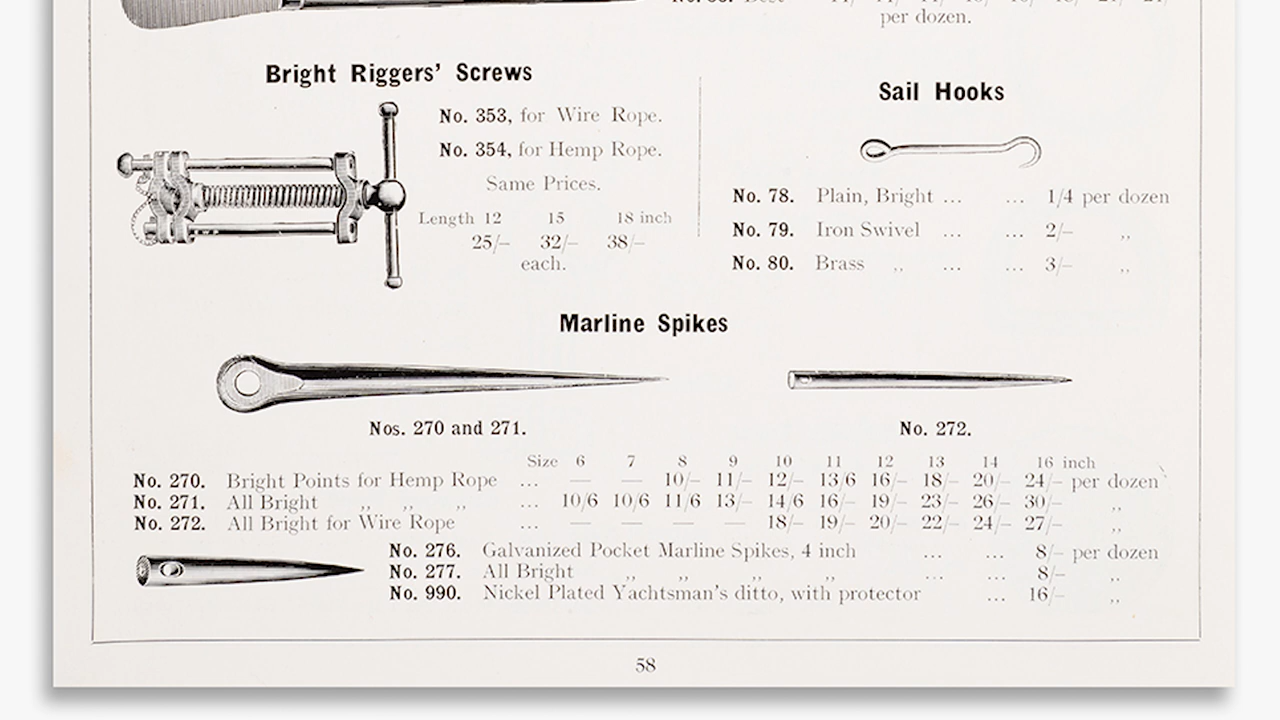 per dozen.
Bright Riggers' Screws
No. 353, for Wire Rope.
No. 354, for Hemp Rope.
Same Prices.
Length 12 15 18 inch
25/– 32/– 38/–
each.
Sail Hooks
No. 78. Plain, Bright ... ... 1/4 per dozen
No. 79. Iron Swivel ... ... 2/– ,,
No. 80. Brass ,, ... ... 3/– ,,
Marline Spikes
Nos. 270 and 271.
No. 272.
Size 6 7 8 9 10 11 12 13 14 16 inch
No. 270. Bright Points for Hemp Rope ... — — 10/– 11/– 12/– 13/6 16/– 18/– 20/– 24/– per dozen
No. 271. All Bright ,, ,, ,, ... 10/6 10/6 11/6 13/– 14/6 16/– 19/– 23/– 26/– 30/– ,,
No. 272. All Bright for Wire Rope ... — — — — 18/– 19/– 20/– 22/– 24/– 27/– ,,
No. 276. Galvanized Pocket Marline Spikes, 4 inch ... ... 8/– per dozen
No. 277. All Bright ,, ,, ,, ,, ... ... 8/– ,,
No. 990. Nickel Plated Yachtsman's ditto, with protector ... 16/– ,,
58